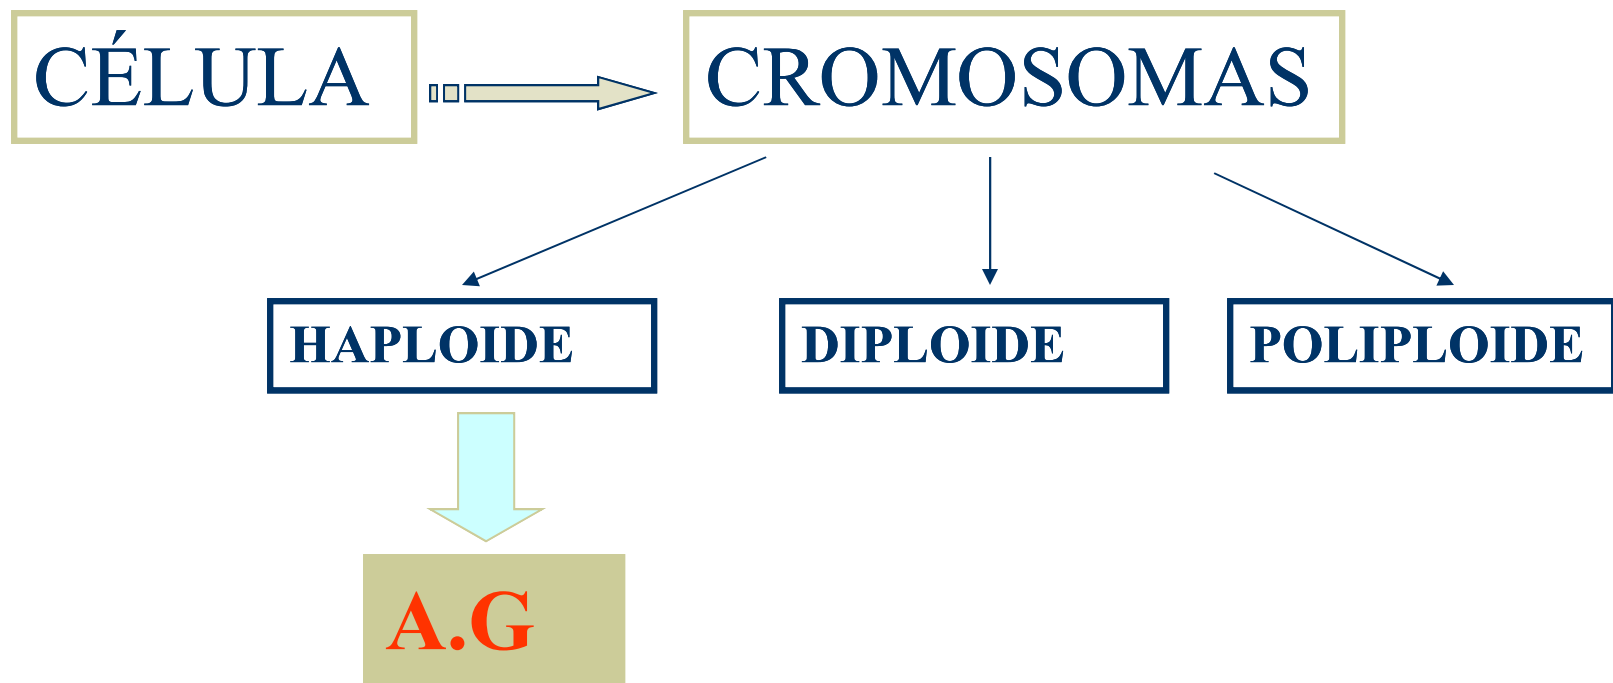 CÉLULA
CROMOSOMAS
HAPLOIDE
DIPLOIDE
POLIPLOIDE
A.G